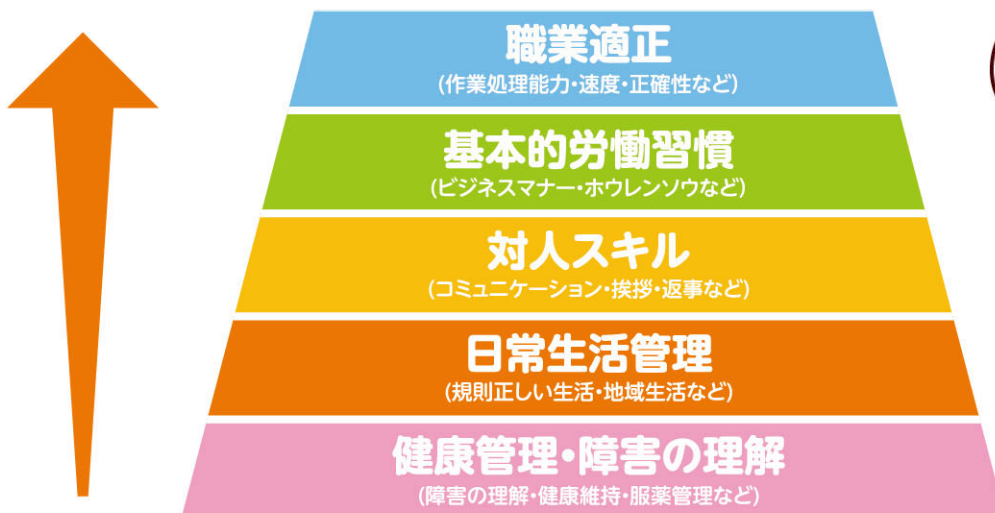 職業適正
(作業処理能力・速度・正確性など)
基本的労働習慣
(ビジネスマナー・ホウレンソウなど)
対人スキル
(コミュニケーション・挨拶・返事など)
日常生活管理
(規則正しい生活・地域生活など)
健康管理・障害の理解
(障害の理解・健康維持・服薬管理など)